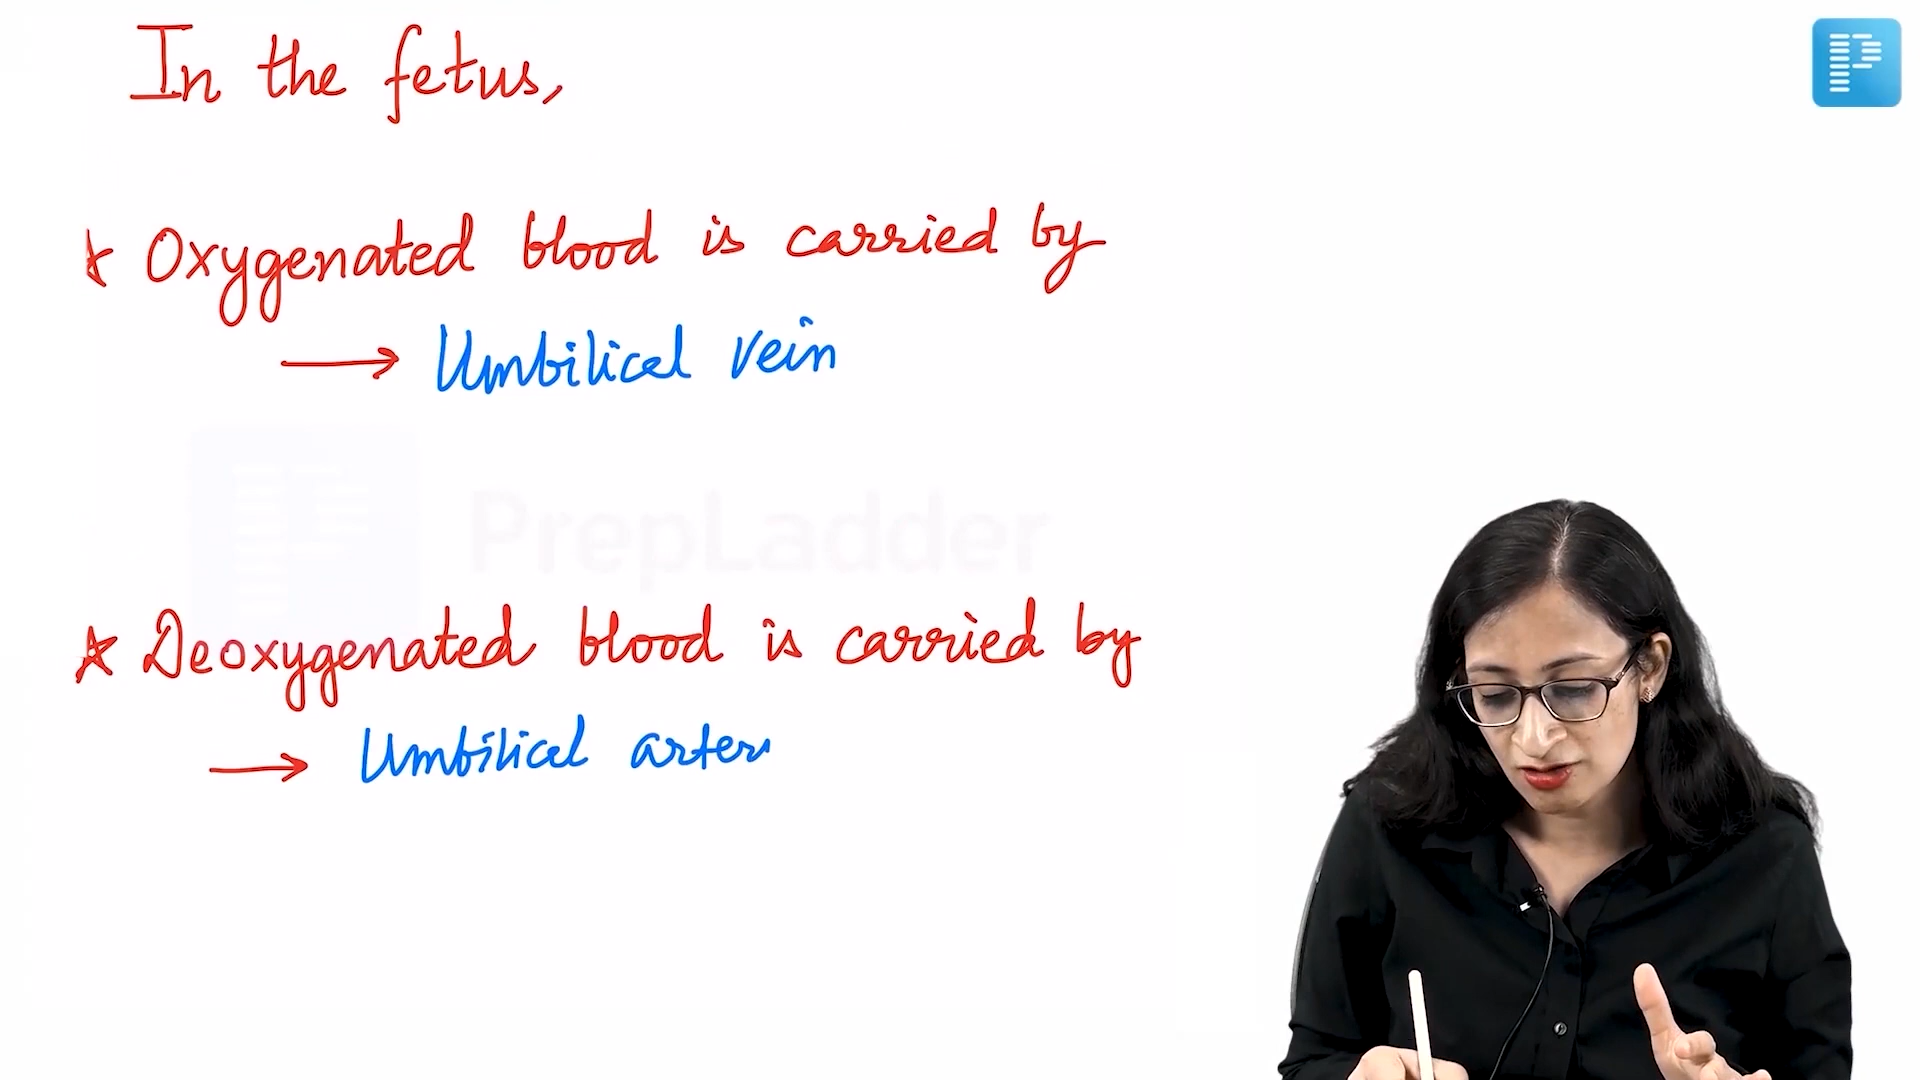 In the fetus,
* Oxygenated blood is carried by
→ Umbilical vein
PrepLadder
* Deoxygenated blood is carried by
→ Umbilical arter